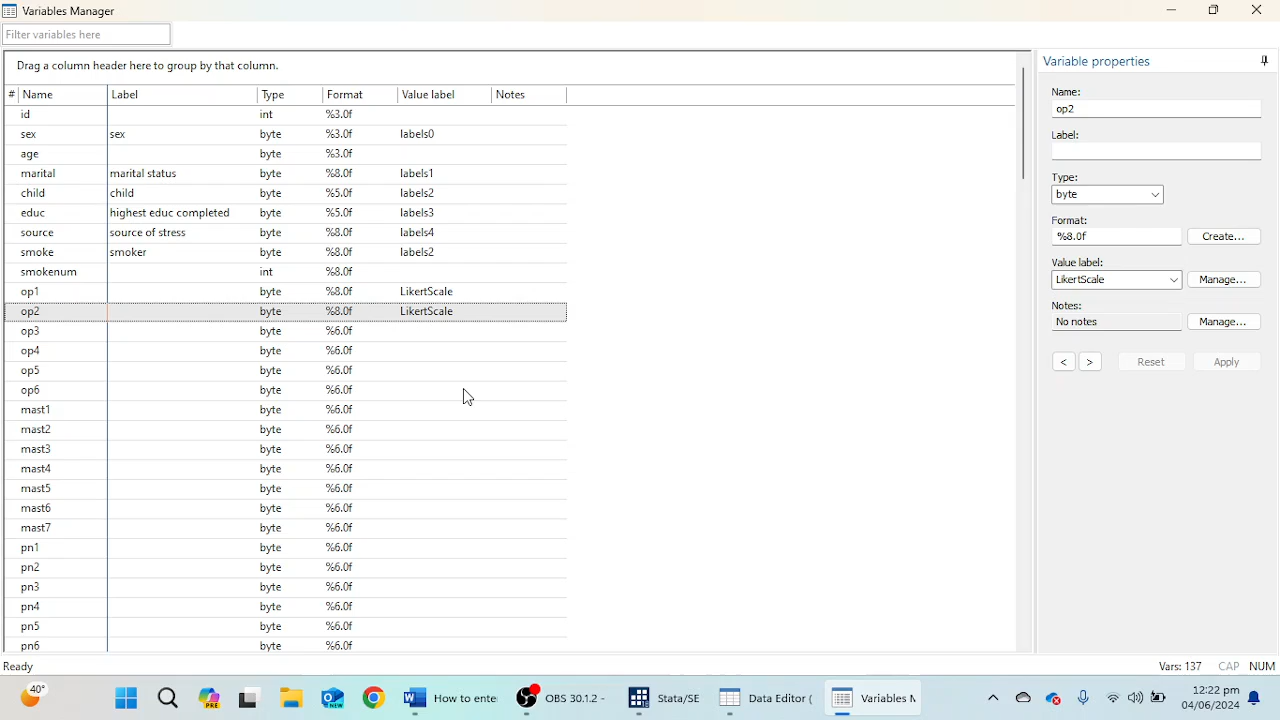 Variables Manager
Filter variables here
Drag a column header here to group by that column.
# Name Label Type Format Value label Notes
id int %3.0f
sex sex byte %3.0f labels0
age byte %3.0f
marital marital status byte %8.0f labels1
child child byte %5.0f labels2
educ highest educ completed byte %5.0f labels3
source source of stress byte %8.0f labels4
smoke smoker byte %8.0f labels2
smokenum int %8.0f
op1 byte %8.0f LikertScale
op2 byte %8.0f LikertScale
op3 byte %6.0f
op4 byte %6.0f
op5 byte %6.0f
op6 byte %6.0f
mast1 byte %6.0f
mast2 byte %6.0f
mast3 byte %6.0f
mast4 byte %6.0f
mast5 byte %6.0f
mast6 byte %6.0f
mast7 byte %6.0f
pn1 byte %6.0f
pn2 byte %6.0f
pn3 byte %6.0f
pn4 byte %6.0f
pn5 byte %6.0f
pn6 byte %6.0f
Variable properties
Name:
op2
Label:
Type:
byte
Format:
%8.0f Create...
Value label:
LikertScale Manage...
Notes:
No notes Manage...
< > Reset Apply
Ready Vars: 137 CAP NUM
40° PRE NEW How to ente OBS 30.1.2 - Stata/SE Data Editor ( Variables M 12:22 pm
04/06/2024